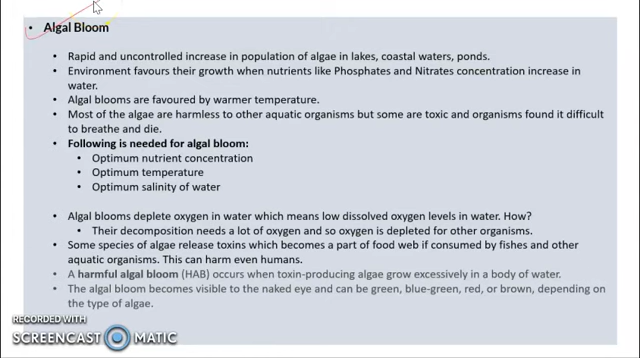 • Algal Bloom
• Rapid and uncontrolled increase in population of algae in lakes, coastal waters, ponds.
• Environment favours their growth when nutrients like Phosphates and Nitrates concentration increase in
water.
• Algal blooms are favoured by warmer temperature.
• Most of the algae are harmless to other aquatic organisms but some are toxic and organisms found it difficult
to breathe and die.
• Following is needed for algal bloom:
• Optimum nutrient concentration
• Optimum temperature
• Optimum salinity of water
• Algal blooms deplete oxygen in water which means low dissolved oxygen levels in water. How?
• Their decomposition needs a lot of oxygen and so oxygen is depleted for other organisms.
• Some species of algae release toxins which becomes a part of food web if consumed by fishes and other
aquatic organisms. This can harm even humans.
• A harmful algal bloom (HAB) occurs when toxin-producing algae grow excessively in a body of water.
• The algal bloom becomes visible to the naked eye and can be green, blue-green, red, or brown, depending on
the type of algae.
RECORDED WITH
SCREENCAST MATIC